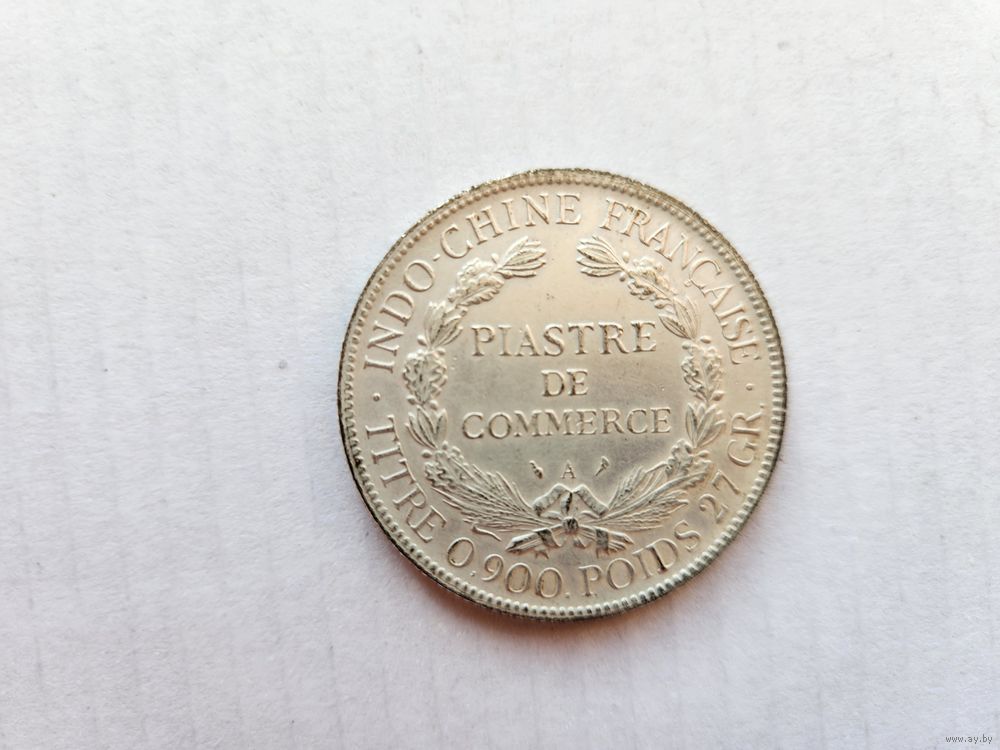 INDO-CHINE FRANÇAISE
PIASTRE
DE
COMMERCE
A
· TITRE 0,900. POIDS 27 GR. ·
www.ay.by